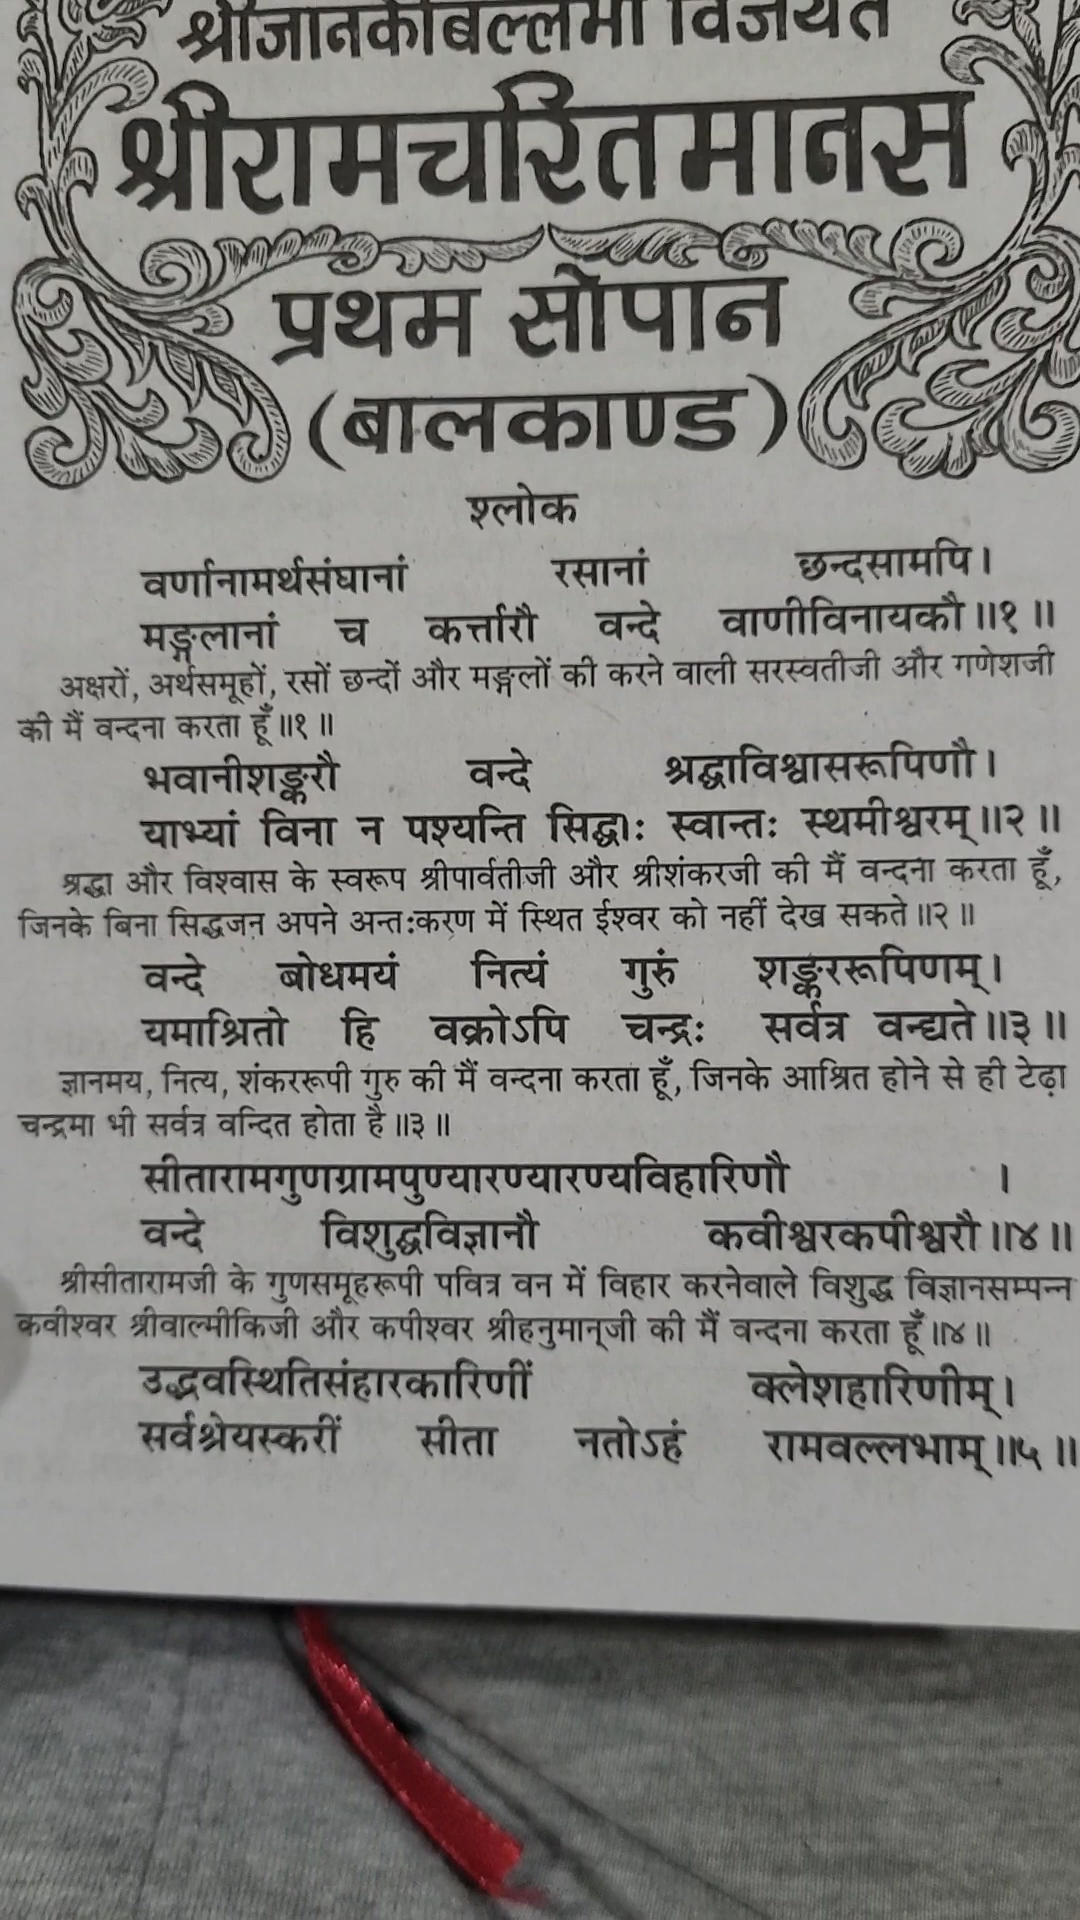 श्रीजानकीबल्लभो विजयते
श्रीरामचरितमानस
प्रथम सोपान
(बालकाण्ड)
श्लोक
वर्णानामर्थसंघानां रसानां छन्दसामपि।
मङ्गलानां च कर्त्तारौ वन्दे वाणीविनायकौ॥१॥
अक्षरों, अर्थसमूहों, रसों छन्दों और मङ्गलों की करने वाली सरस्वतीजी और गणेशजी
की मैं वन्दना करता हूँ॥१॥
भवानीशङ्करौ वन्दे श्रद्धाविश्वासरूपिणौ।
याभ्यां विना न पश्यन्ति सिद्धाः स्वान्तः स्थमीश्वरम्॥२॥
श्रद्धा और विश्वास के स्वरूप श्रीपार्वतीजी और श्रीशंकरजी की मैं वन्दना करता हूँ,
जिनके बिना सिद्धजन अपने अन्तःकरण में स्थित ईश्वर को नहीं देख सकते॥२॥
वन्दे बोधमयं नित्यं गुरुं शङ्कररूपिणम्।
यमाश्रितो हि वक्रोऽपि चन्द्रः सर्वत्र वन्द्यते॥३॥
ज्ञानमय, नित्य, शंकररूपी गुरु की मैं वन्दना करता हूँ, जिनके आश्रित होने से ही टेढ़ा
चन्द्रमा भी सर्वत्र वन्दित होता है॥३॥
सीतारामगुणग्रामपुण्यारण्यारण्यविहारिणौ ।
वन्दे विशुद्धविज्ञानौ कवीश्वरकपीश्वरौ॥४॥
श्रीसीतारामजी के गुणसमूहरूपी पवित्र वन में विहार करनेवाले विशुद्ध विज्ञानसम्पन्न
कवीश्वर श्रीवाल्मीकिजी और कपीश्वर श्रीहनुमान्‌जी की मैं वन्दना करता हूँ॥४॥
उद्भवस्थितिसंहारकारिणीं क्लेशहारिणीम्।
सर्वश्रेयस्करीं सीता नतोऽहं रामवल्लभाम्॥५॥